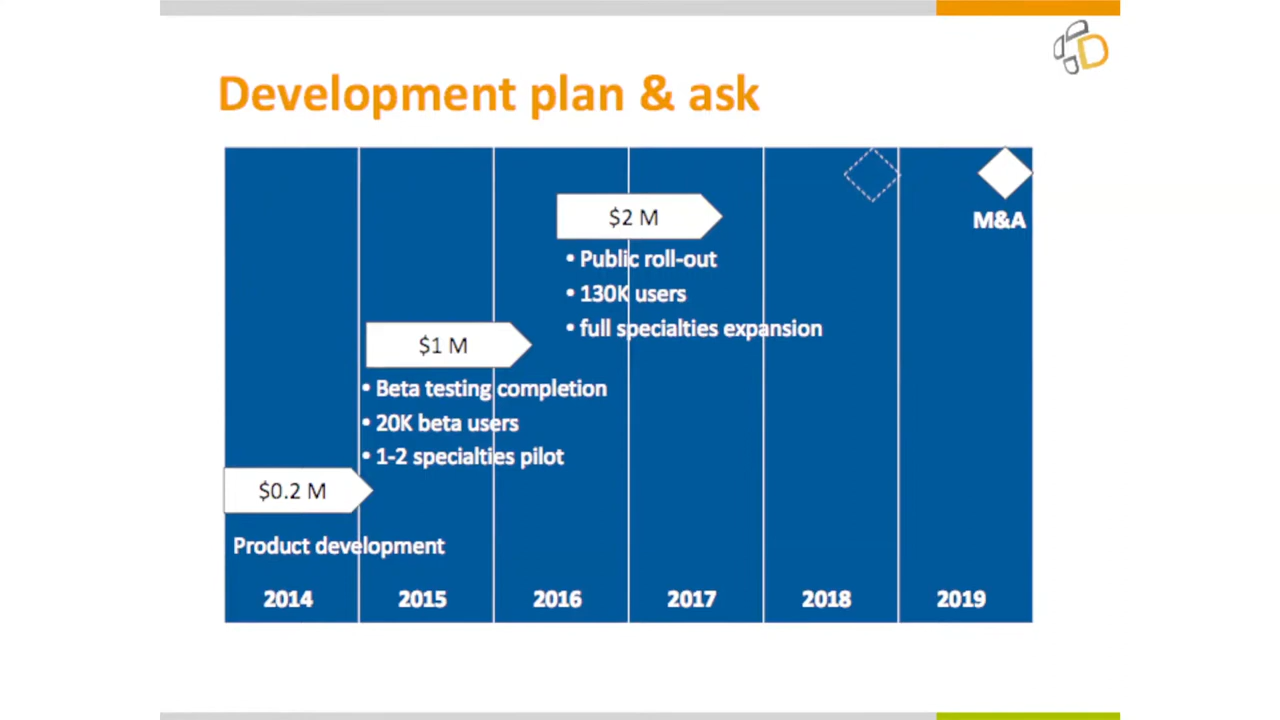 D
Development plan & ask
M&A
$2 M
• Public roll-out
• 130K users
• full specialties expansion
$1 M
• Beta testing completion
• 20K beta users
• 1-2 specialties pilot
$0.2 M
Product development
2014 2015 2016 2017 2018 2019